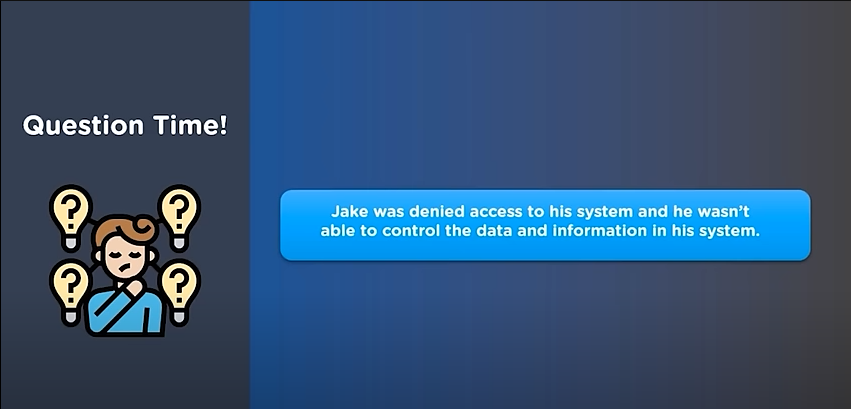 Question Time!
Jake was denied access to his system and he wasn’t
able to control the data and information in his system.
?
?
?
?